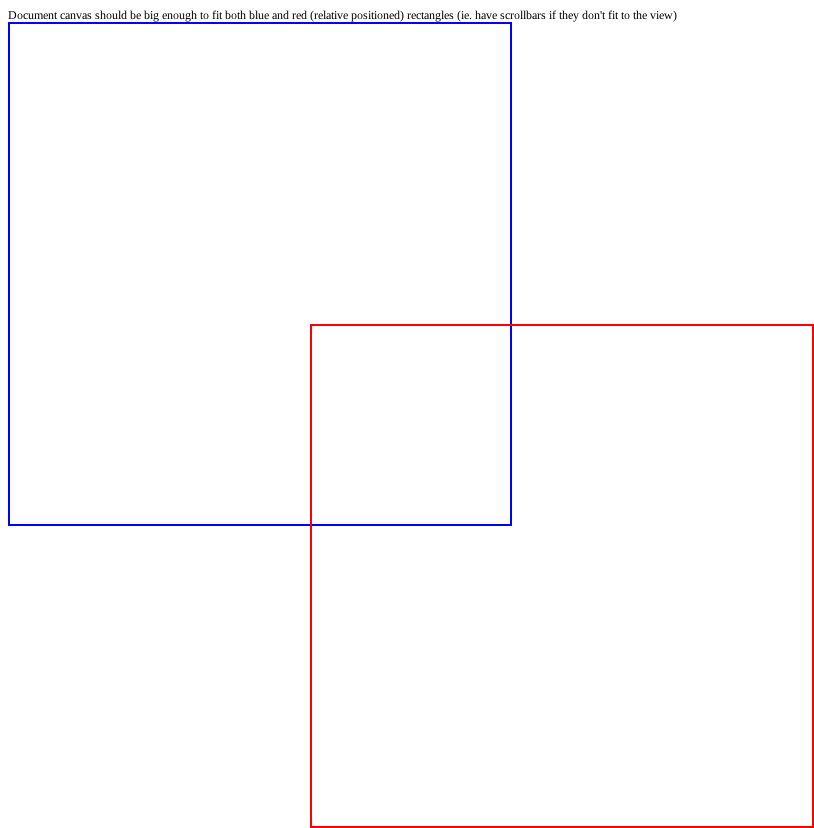 Document canvas should be big enough to fit both blue and red (relative positioned) rectangles (ie. have scrollbars if they don't fit to the view)